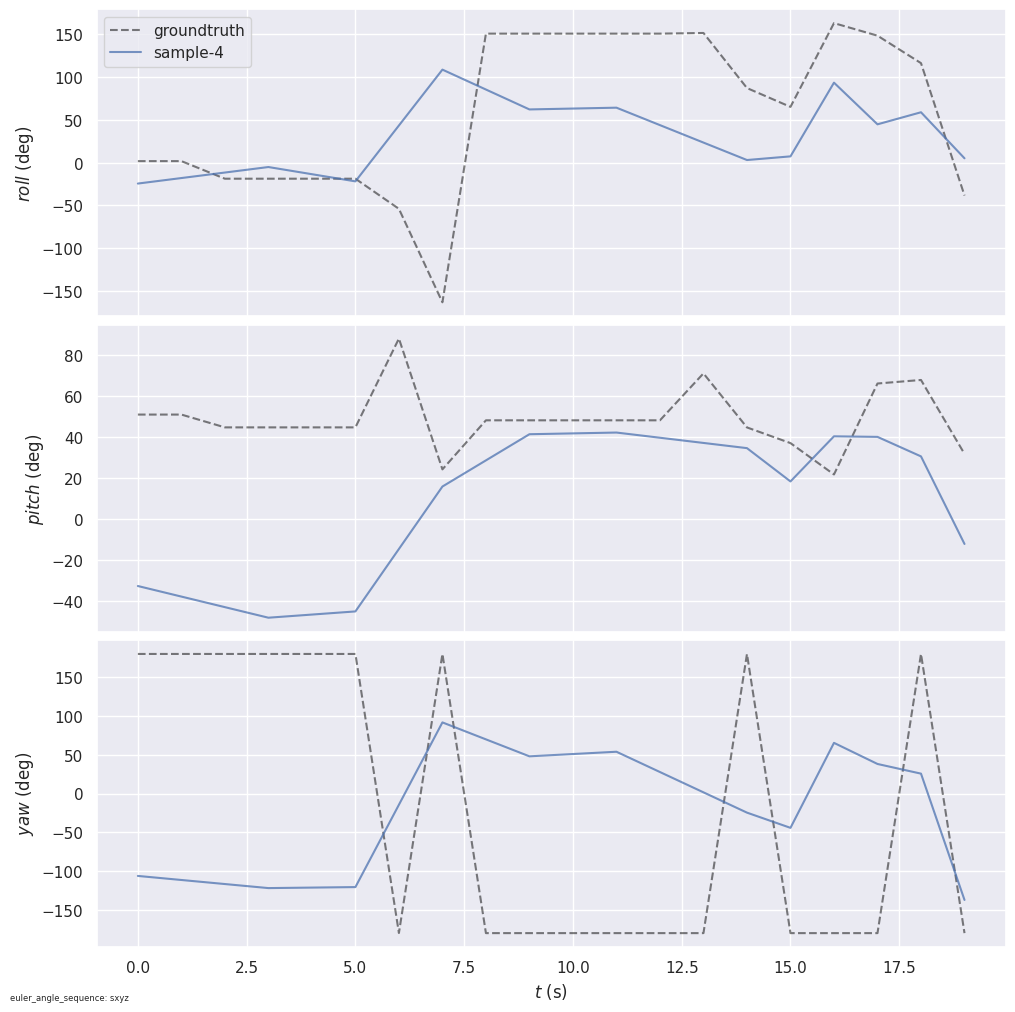 groundtruth
sample-4
150
100
50
0
−50
−100
−150
roll (deg)
80
60
40
20
0
−20
−40
pitch (deg)
150
100
50
0
−50
−100
−150
yaw (deg)
0.0 2.5 5.0 7.5 10.0 12.5 15.0 17.5
t (s)
euler_angle_sequence: sxyz